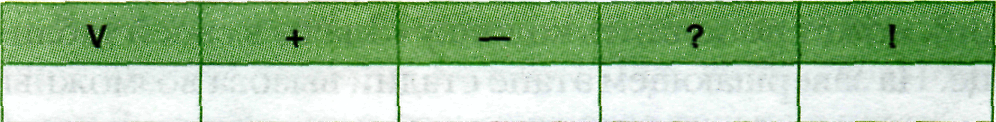 V + — ? !